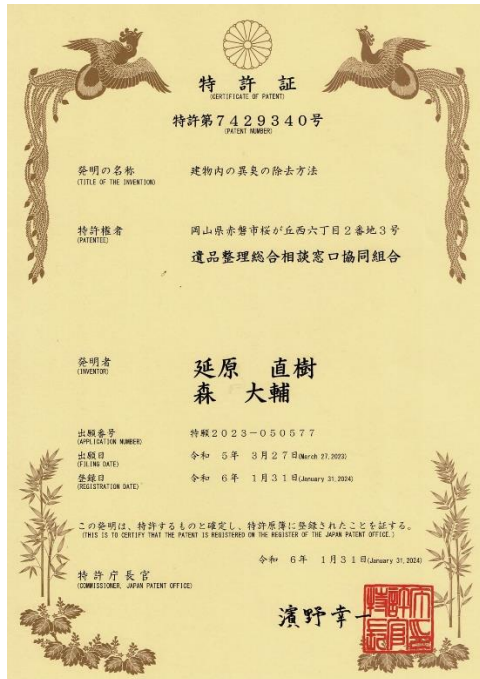 特許証
(CERTIFICATE OF PATENT)
特許第7429340号
(PATENT NUMBER)
発明の名称 建物内の異臭の除去方法
(TITLE OF THE INVENTION)
特許権者 岡山県赤磐市桜が丘西六丁目2番地3号
(PATENTEE)
遺品整理総合相談窓口協同組合
発明者 延原 直樹
(INVENTOR)
森 大輔
出願番号 特願2023-050577
(APPLICATION NUMBER)
出願日 令和 5年 3月27日(March 27,2023)
(FILING DATE)
登録日 令和 6年 1月31日(January 31,2024)
(REGISTRATION DATE)
この発明は、特許するものと確定し、特許原簿に登録されたことを証する。
(THIS IS TO CERTIFY THAT THE PATENT IS REGISTERED ON THE REGISTER OF THE JAPAN PATENT OFFICE.)
令和 6年 1月31日(January 31,2024)
特許庁長官
(COMMISSIONER, JAPAN PATENT OFFICE)
濱野幸一